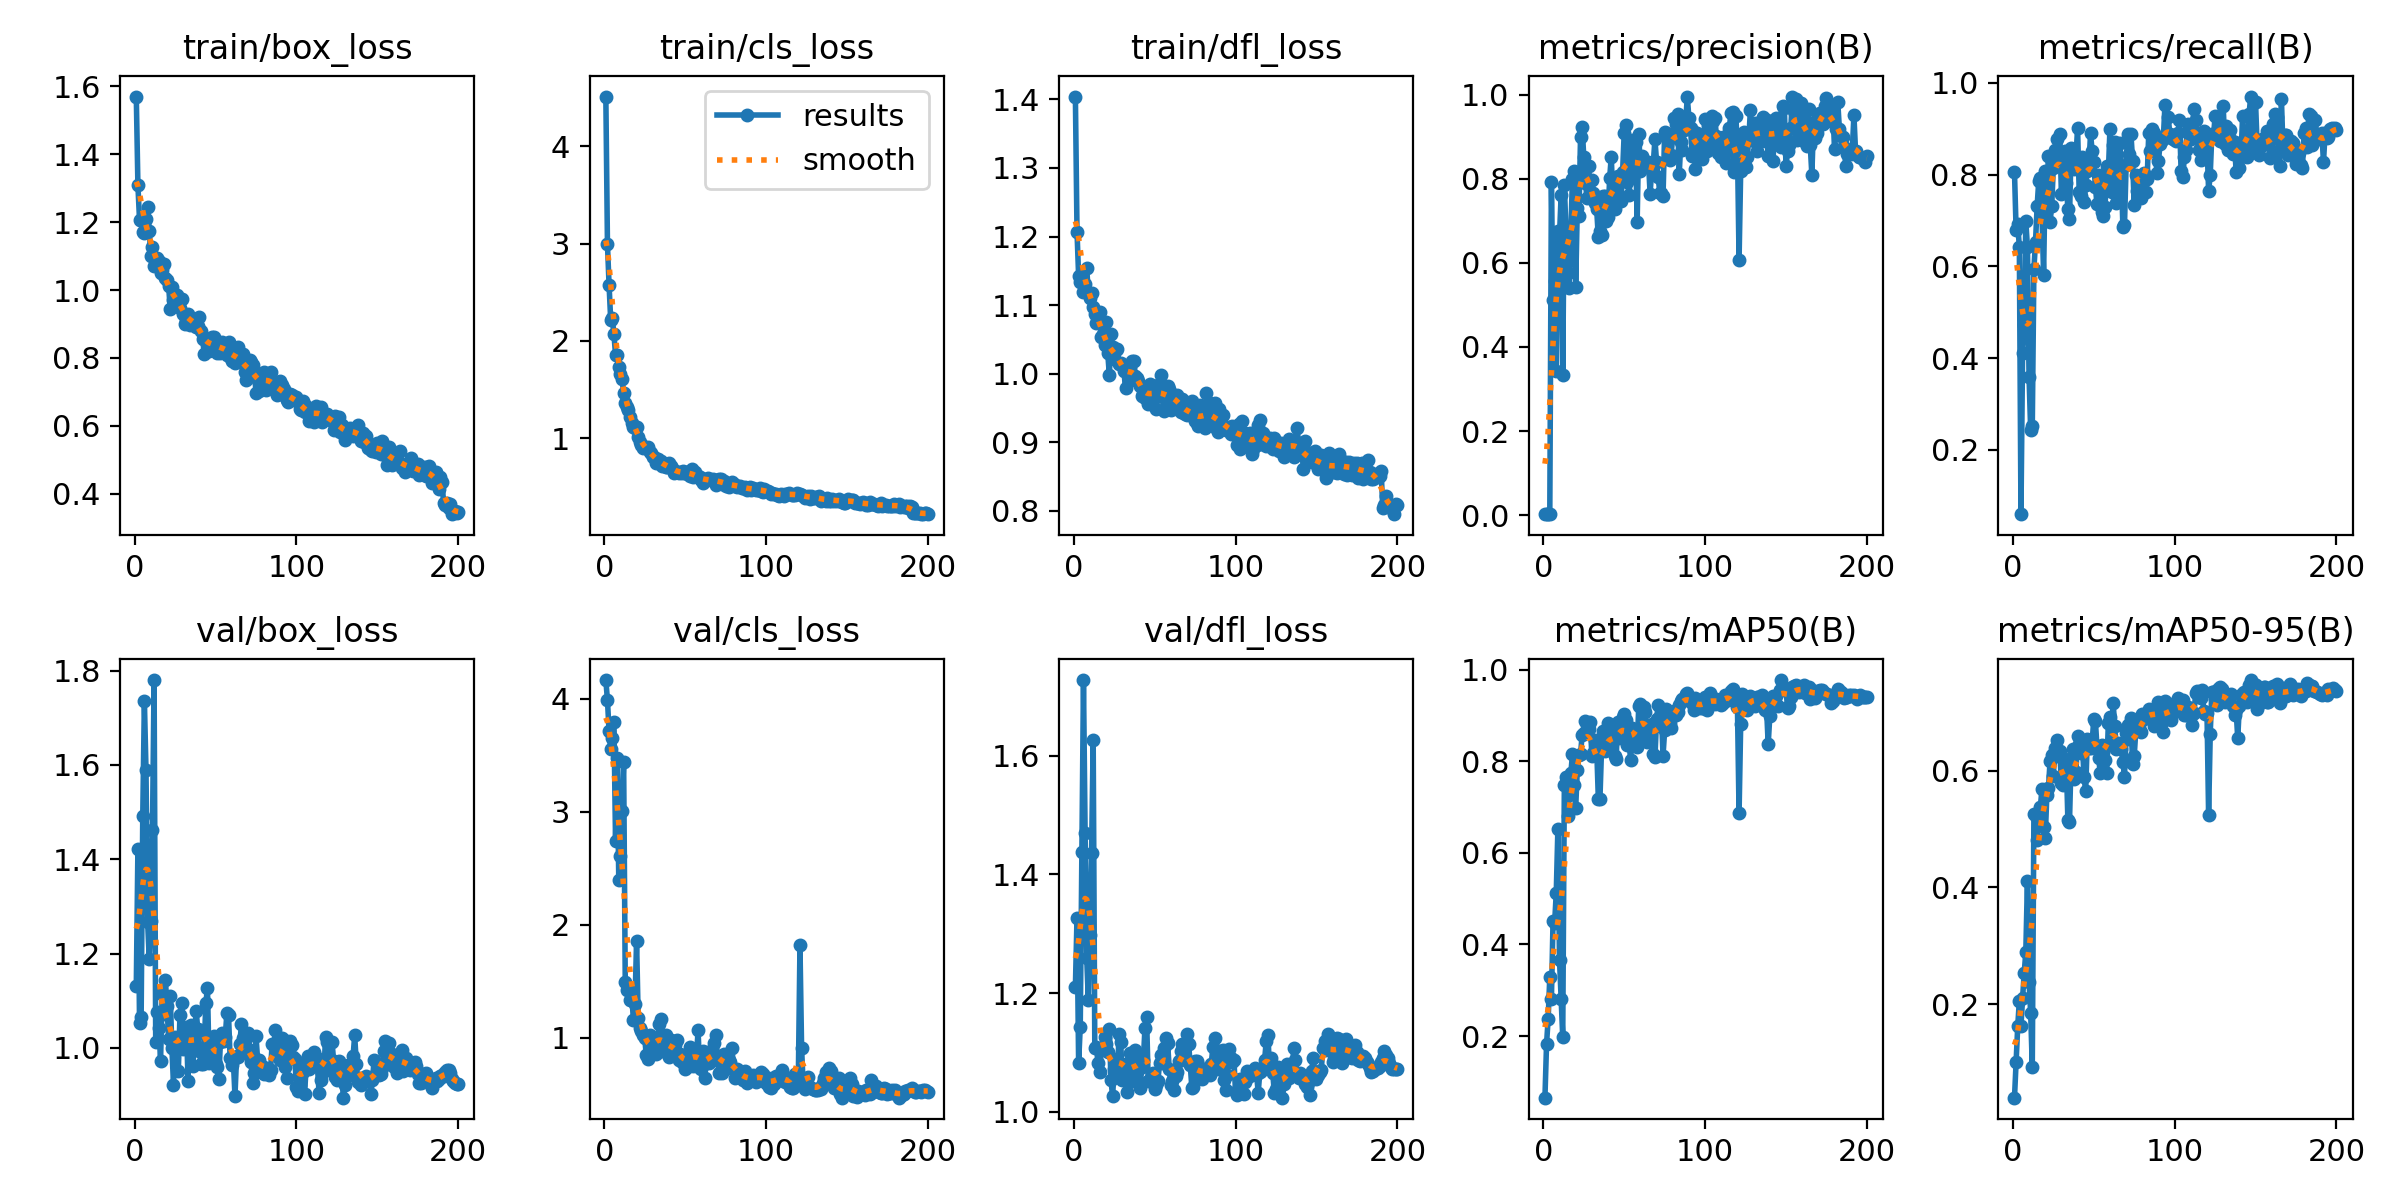 train/box_loss
1.6
1.4
1.2
1.0
0.8
0.6
0.4
0 100 200
train/cls_loss
results
smooth
4
3
2
1
0 100 200
train/dfl_loss
1.4
1.3
1.2
1.1
1.0
0.9
0.8
0 100 200
metrics/precision(B)
1.0
0.8
0.6
0.4
0.2
0.0
0 100 200
metrics/recall(B)
1.0
0.8
0.6
0.4
0.2
0 100 200
val/box_loss
1.8
1.6
1.4
1.2
1.0
0 100 200
val/cls_loss
4
3
2
1
0 100 200
val/dfl_loss
1.6
1.4
1.2
1.0
0 100 200
metrics/mAP50(B)
1.0
0.8
0.6
0.4
0.2
0 100 200
metrics/mAP50-95(B)
0.6
0.4
0.2
0 100 200